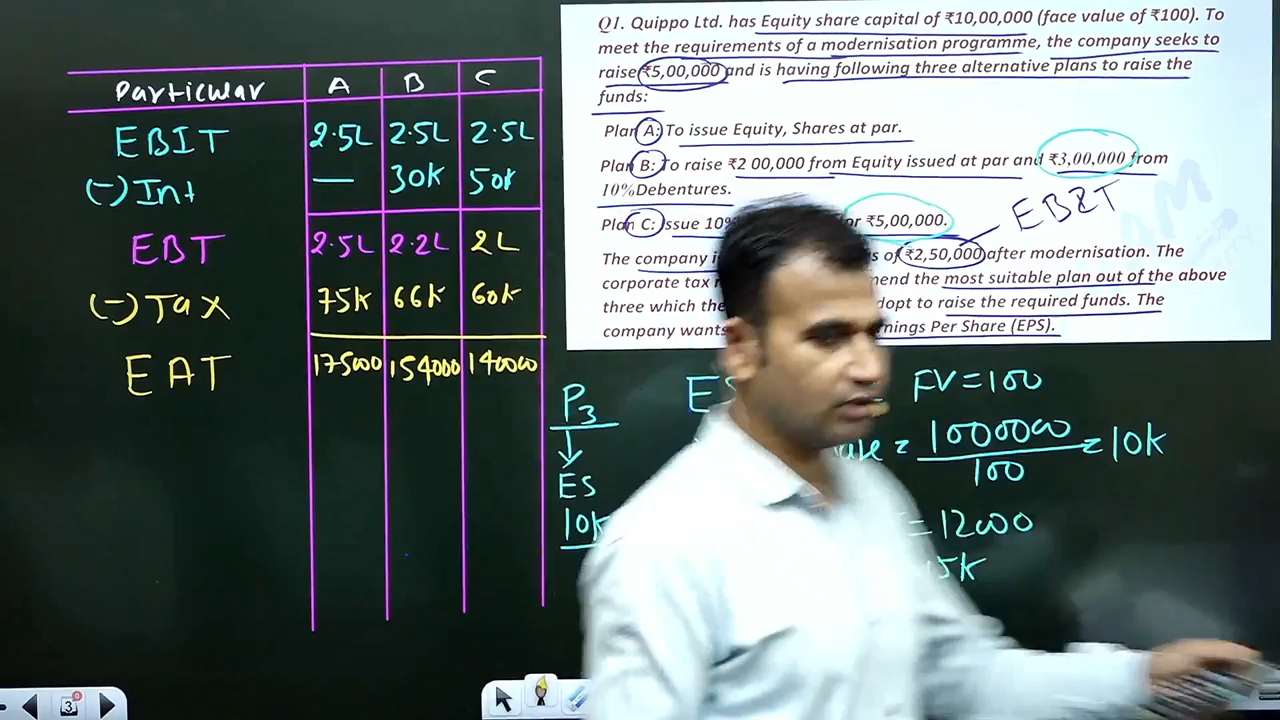 Particular A B C
EBIT 2.5L 2.5L 2.5L
(-) Int — 30K 50K
EBT 2.5L 2.2L 2L
(-) Tax 75K 66K 60K
EAT 175000 154000 140000
Q1. Quippo Ltd. has Equity share capital of ₹10,00,000 (face value of ₹100). To
meet the requirements of a modernisation programme, the company seeks to
raise ₹5,00,000 and is having following three alternative plans to raise the
funds:
Plan A: To issue Equity, Shares at par.
Plan B: To raise ₹2 00,000 from Equity issued at par and ₹3,00,000 from
10%Debentures.
Plan C: Issue 10% ₹5,00,000.
EBIT
The company of ₹2,50,000 after modernisation. The
corporate tax most suitable plan out of the above
three which the adopt to raise the required funds. The
company wants Per Share (EPS).
P3
ES
10K
FV = 100
= 1000000 = 10K
100
= 12000
15K
3